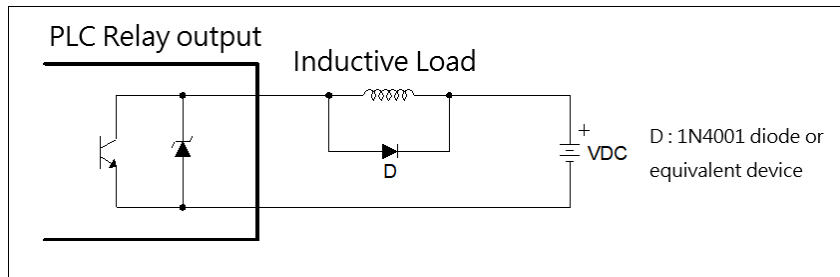 PLC Relay output
Inductive Load
D
+
VDC
D : 1N4001 diode or
equivalent device